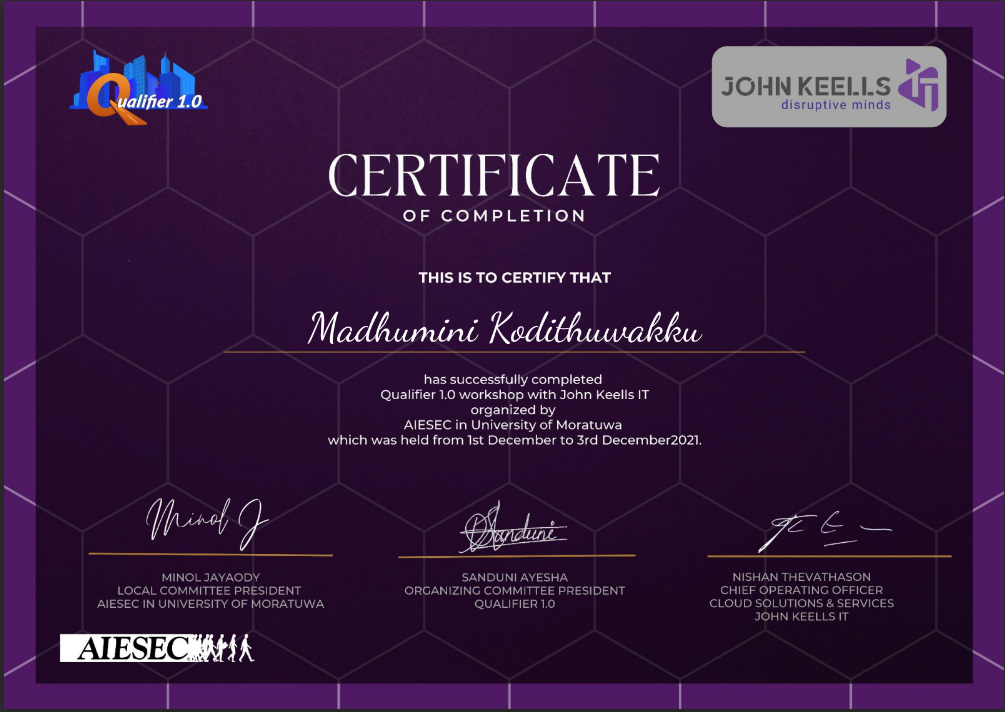 Qualifier 1.0
JOHN KEELLS
disruptive minds
CERTIFICATE
OF COMPLETION
THIS IS TO CERTIFY THAT
Madhumini Kodithuwakku
has successfully completed
Qualifier 1.0 workshop with John Keells IT
organized by
AIESEC in University of Moratuwa
which was held from 1st December to 3rd December2021.
Minol J
Sanduni
MINOL JAYAODY
LOCAL COMMITTEE PRESIDENT
AIESEC IN UNIVERSITY OF MORATUWA
SANDUNI AYESHA
ORGANIZING COMMITTEE PRESIDENT
QUALIFIER 1.0
NISHAN THEVATHASON
CHIEF OPERATING OFFICER
CLOUD SOLUTIONS & SERVICES
JOHN KEELLS IT
AIESEC